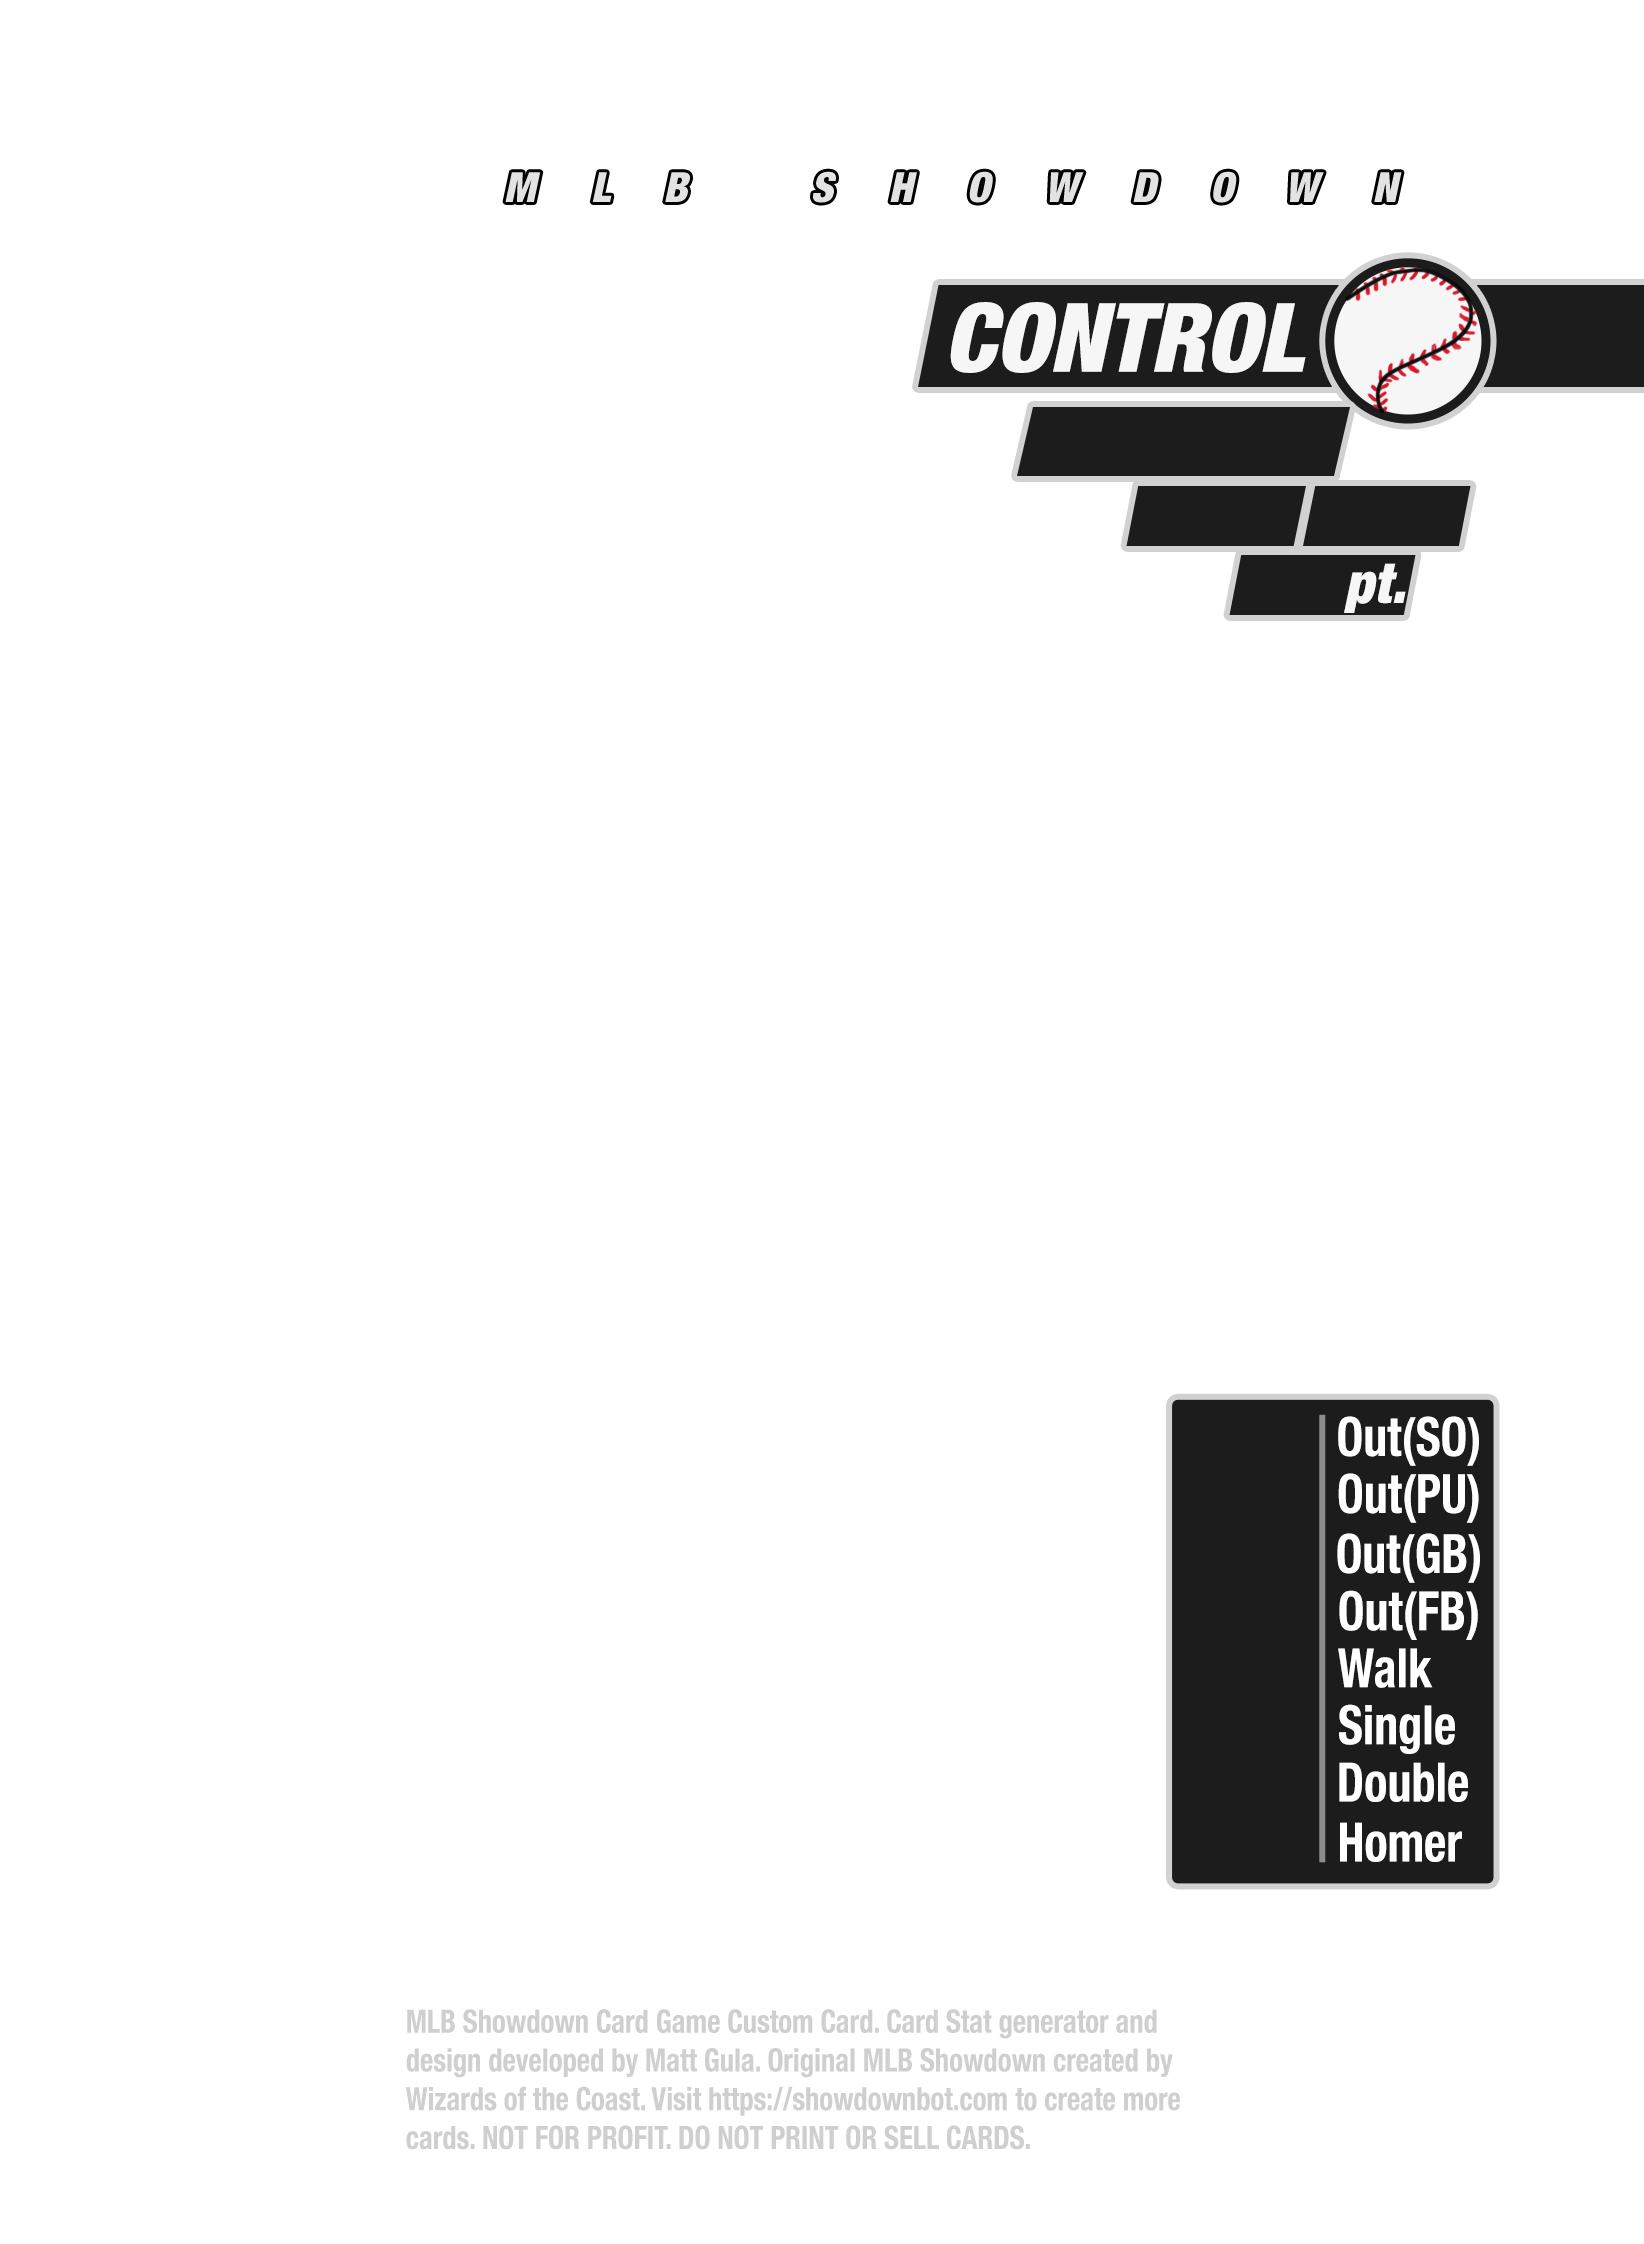 MLB SHOWDOWN
CONTROL
pt.
Out(SO)
Out(PU)
Out(GB)
Out(FB)
Walk
Single
Double
Homer
MLB Showdown Card Game Custom Card. Card Stat generator and
design developed by Matt Gula. Original MLB Showdown created by
Wizards of the Coast. Visit https://showdownbot.com to create more
cards. NOT FOR PROFIT. DO NOT PRINT OR SELL CARDS.